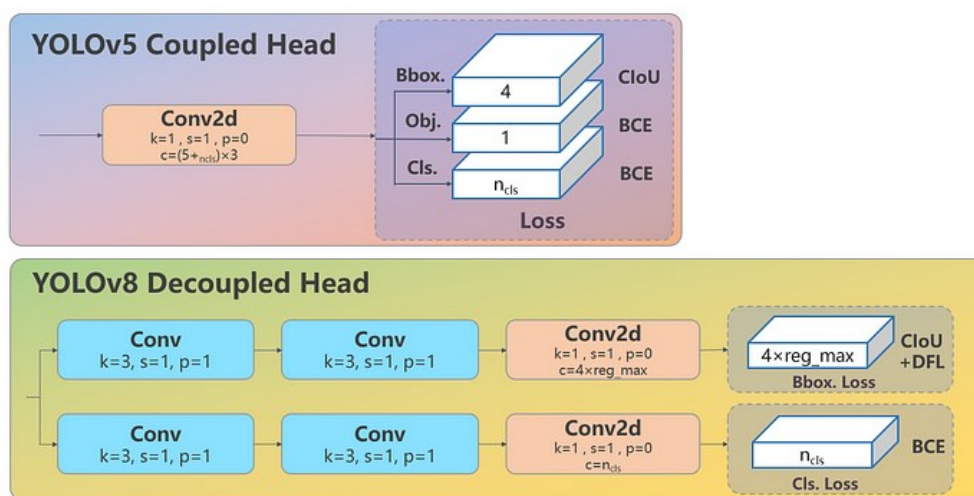 YOLOv5 Coupled Head
Conv2d
k=1, s=1, p=0
c=(5+ncls)×3
Bbox.
4
CIoU
Obj.
1
BCE
Cls.
ncls
BCE
Loss
YOLOv8 Decoupled Head
Conv
k=3, s=1, p=1
Conv
k=3, s=1, p=1
Conv2d
k=1, s=1, p=0
c=4×reg_max
4×reg_max
CIoU
+DFL
Bbox. Loss
Conv
k=3, s=1, p=1
Conv
k=3, s=1, p=1
Conv2d
k=1, s=1, p=0
c=ncls
ncls
BCE
Cls. Loss